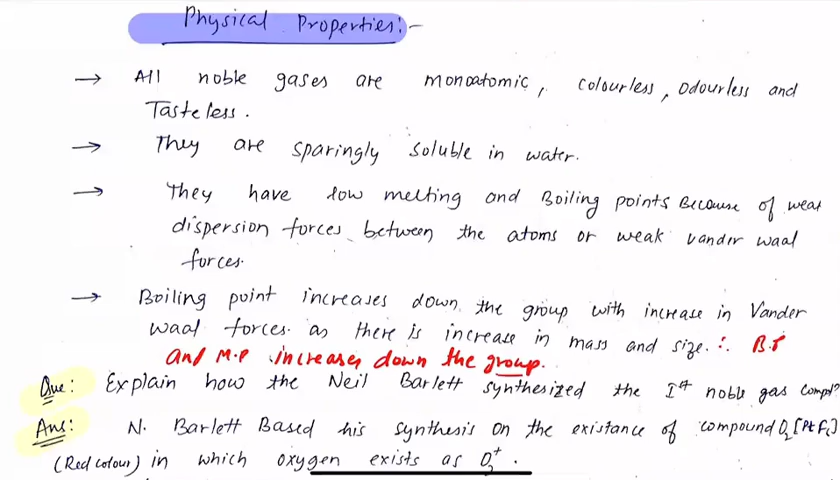 Physical Properties:-
→ All noble gases are monoatomic, colourless, odourless and
Tasteless.
→ They are sparingly soluble in water.
→ They have low melting and Boiling points Because of weak
dispersion forces between the atoms or weak vander waal
forces.
→ Boiling point increases down the group with increase in Vander
waal forces. as there is increase in mass and size. ∴ B.P
And M.P increases down the group.
Que: Explain how the Neil Barlett synthesized the Ist noble gas compd?
Ans: N. Barlett Based his synthesis on the existance of compound O2[PtF6]
(Red colour) in which oxygen exists as O2+.